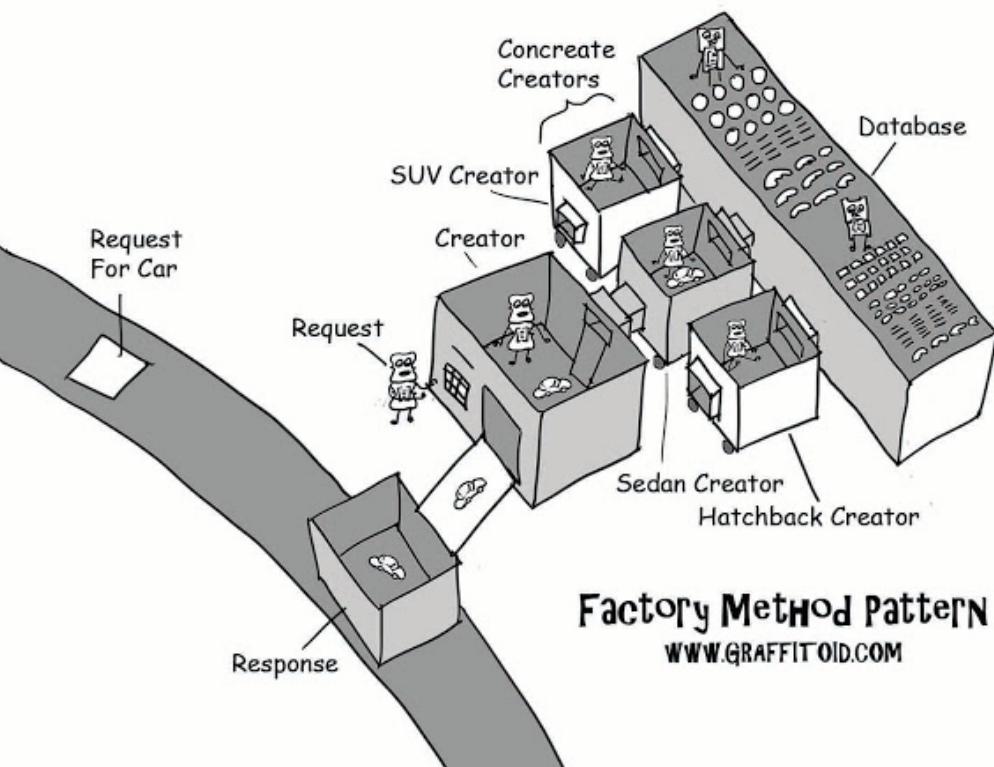 Concreate
Creators
Database
SUV Creator
Request
For Car
Creator
Request
Sedan Creator
Hatchback Creator
Factory Method Pattern
WWW.GRAFFITOID.COM
Response